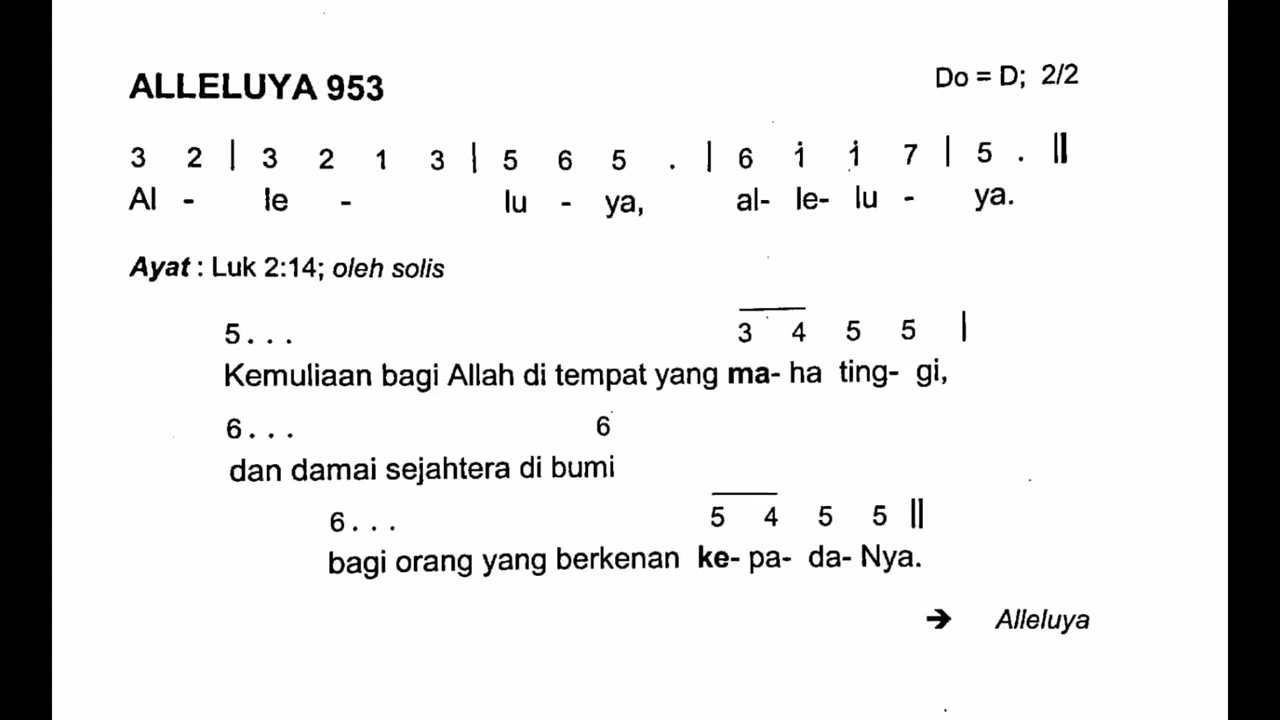 ALLELUYA 953 Do = D; 2/2
3 2 | 3 2 1 3 | 5 6 5 . | 6 1̇ 1̇ 7 | 5 . ||
Al - le - lu - ya, al- le- lu - ya.
Ayat : Luk 2:14; oleh solis
5 . . . 3 4 5 5 |
Kemuliaan bagi Allah di tempat yang ma- ha ting- gi,
6 . . . 6
dan damai sejahtera di bumi
6 . . . 5 4 5 5 ||
bagi orang yang berkenan ke- pa- da- Nya.
➔ Alleluya